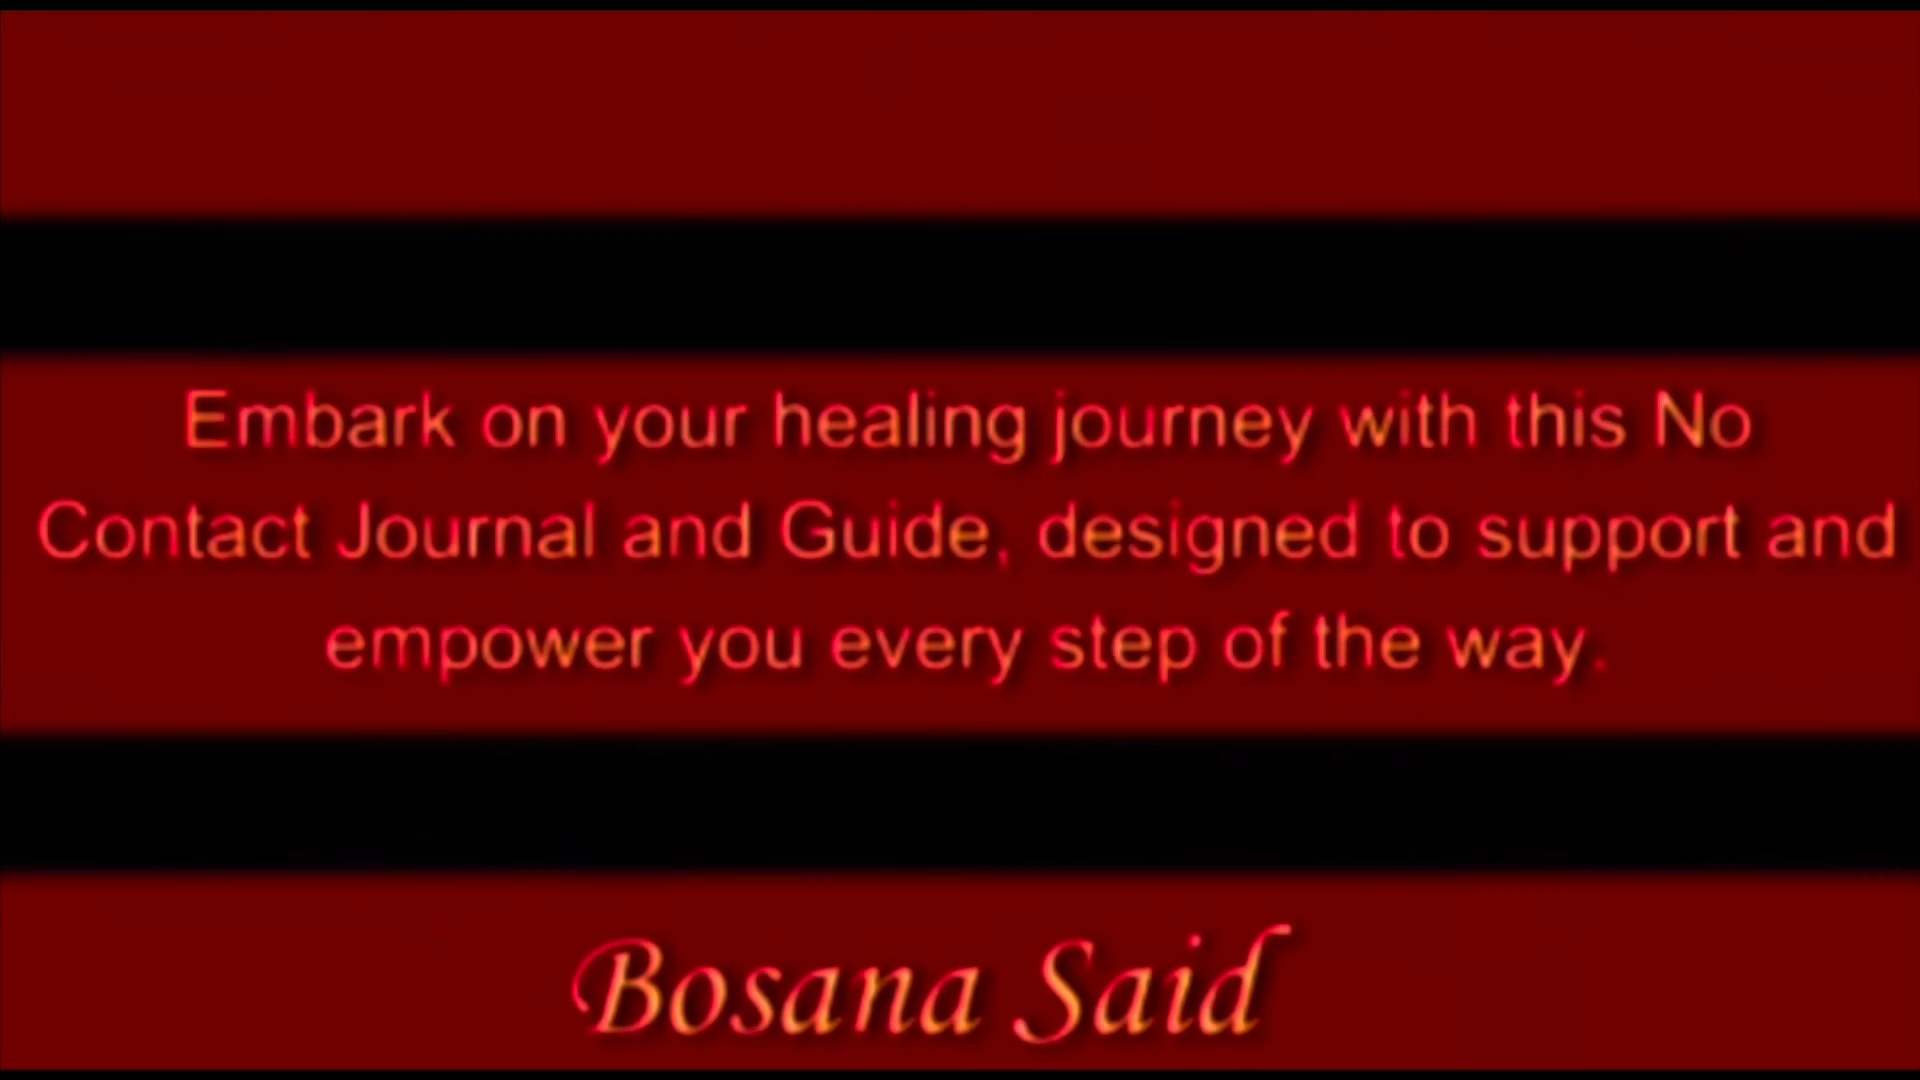 Embark on your healing journey with this No
Contact Journal and Guide, designed to support and
empower you every step of the way.
Bosana Said